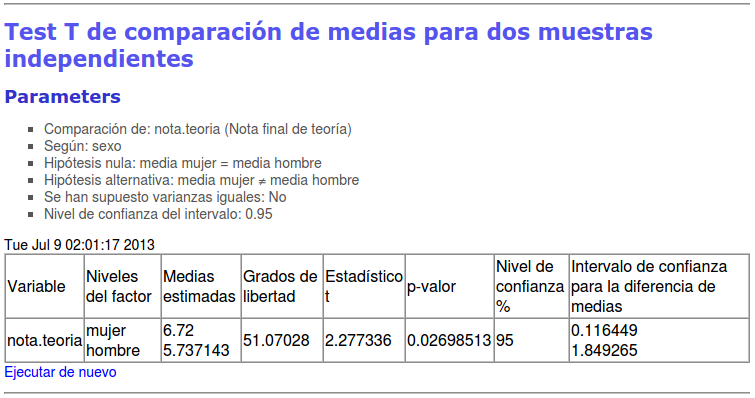 Test T de comparación de medias para dos muestras
independientes
Parameters
Comparación de: nota.teoria (Nota final de teoría)
Según: sexo
Hipótesis nula: media mujer = media hombre
Hipótesis alternativa: media mujer ≠ media hombre
Se han supuesto varianzas iguales: No
Nivel de confianza del intervalo: 0.95
Tue Jul 9 02:01:17 2013
Variable Niveles del factor Medias estimadas Grados de libertad Estadístico t p-valor Nivel de confianza % Intervalo de confianza para la diferencia de medias
nota.teoria mujer hombre 6.72 5.737143 51.07028 2.277336 0.02698513 95 0.116449 1.849265
Ejecutar de nuevo